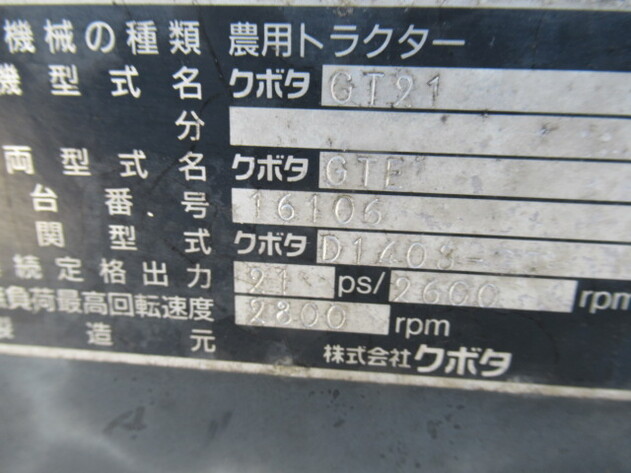 機械の種類 農用トラクター
機型式名 クボタ GT21
分
両型式名 クボタ GTE
台番号 16106
関型式 クボタ D1403-
続定格出力 21 ps/ 2600 rpm
負荷最高回転速度 2800 rpm
製造元 株式会社クボタ